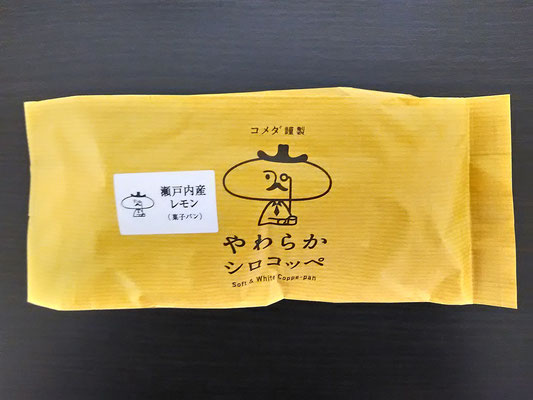 コメダ謹製
瀬戸内産
レモン
（菓子パン）
やわらか
シロコッペ
Soft & White Coppe-pan